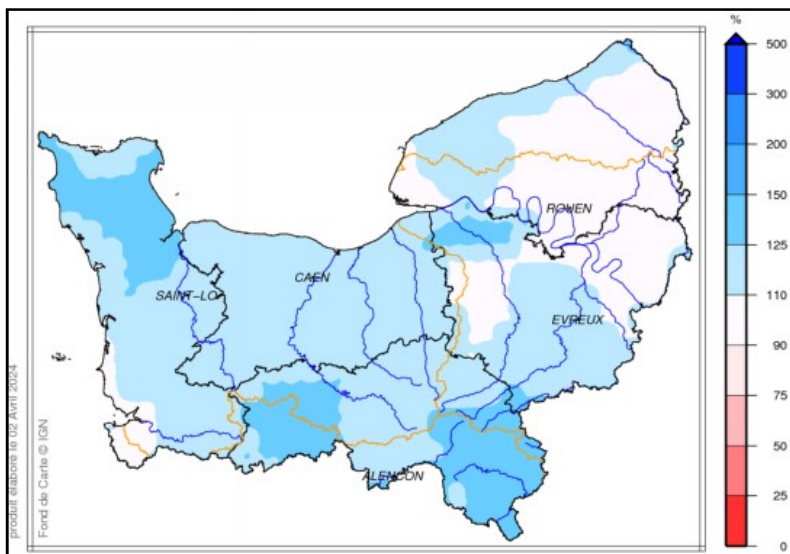 %
500
300
200
150
125
110
90
75
50
25
0
ROUEN
CAEN
SAINT-LO
EVREUX
ALENCON
produit élaboré le 02 Avril 2024
Fond de Carte © IGN